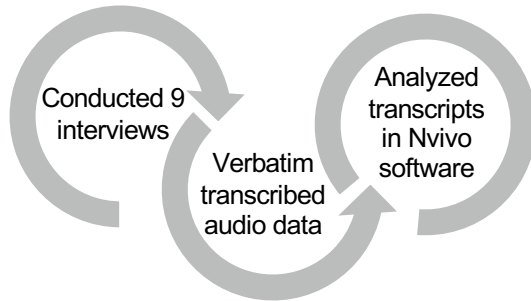 Conducted 9
interviews
Verbatim
transcribed
audio data
Analyzed
transcripts
in Nvivo
software